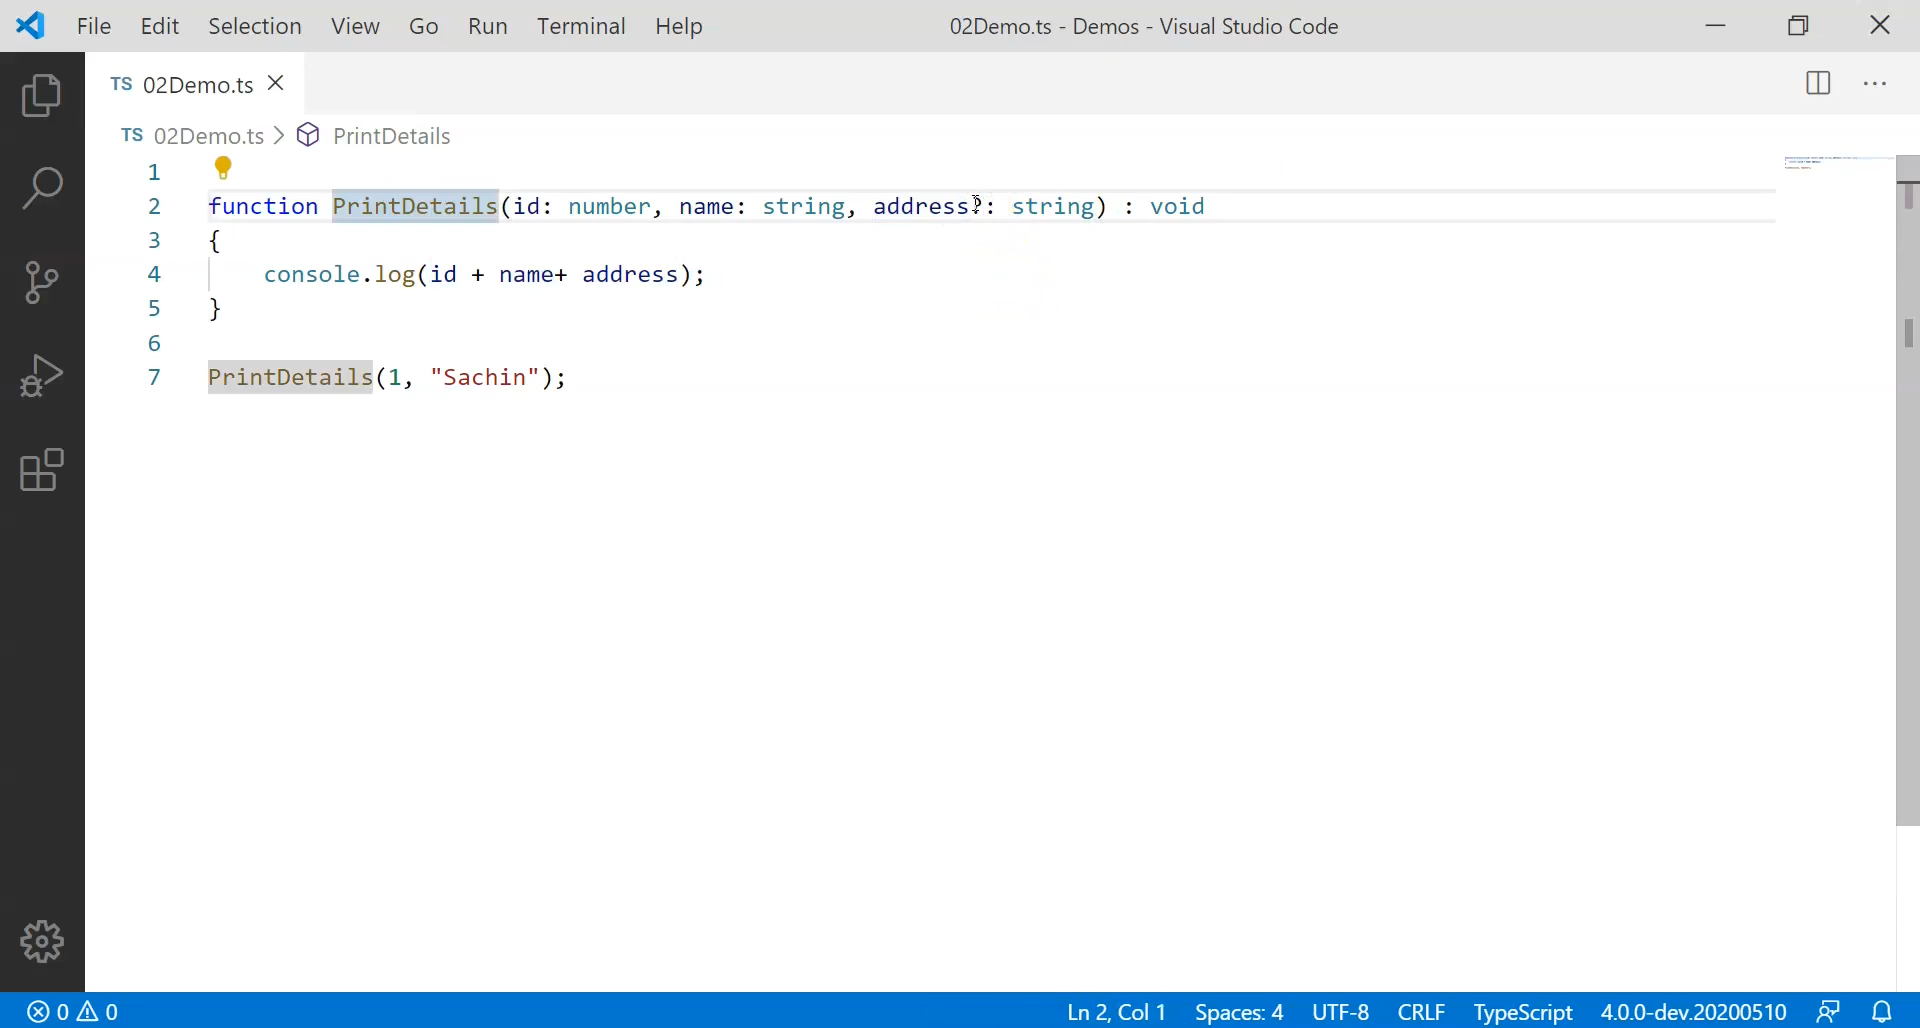 File Edit Selection View Go Run Terminal Help 02Demo.ts - Demos - Visual Studio Code
TS 02Demo.ts
TS 02Demo.ts > PrintDetails
1
2 function PrintDetails(id: number, name: string, address?: string) : void
3 {
4 console.log(id + name+ address);
5 }
6
7 PrintDetails(1, "Sachin");
0 0 Ln 2, Col 1 Spaces: 4 UTF-8 CRLF TypeScript 4.0.0-dev.20200510